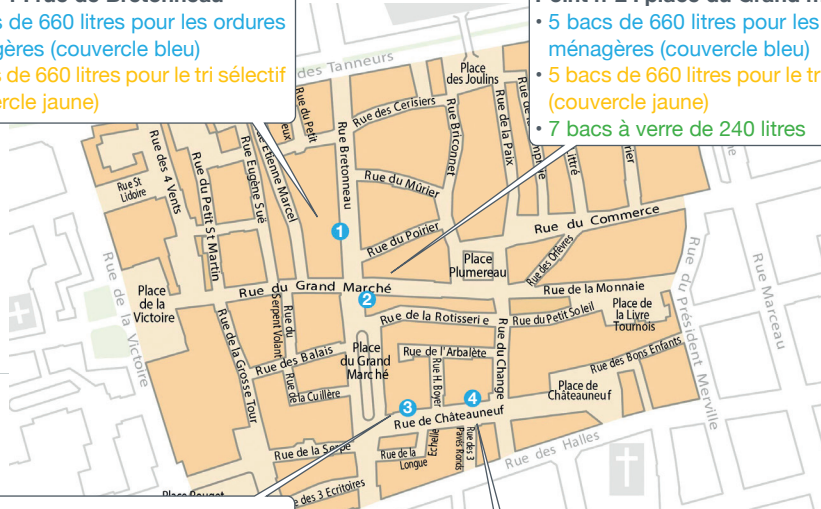 rue de Bretonneau
de 660 litres pour les ordures
(couvercle bleu)
de 660 litres pour le tri sélectif
jaune)
place du Grand
• 5 bacs de 660 litres pour les
ménagères (couvercle bleu)
• 5 bacs de 660 litres pour le
(couvercle jaune)
• 7 bacs à verre de 240 litres
des Tanneurs
Place
des Joulins
Rue du Petit
Rue des Cerisiers
Rue Briçonnet
Rue de la Paix
Rue Bretonneau
Rue des 4 Vents
Rue du Petit St Martin
Rue Eugène Suë
Etienne Marcel
Rue St
Lidoire
Rue du Mûrier
Rue du Poirier
Rue du Commerce
Rue des Orfèvres
Place
Plumereau
1
Rue de la Victoire
Place
de la
Victoire
Rue du Grand Marché
2
Rue de la Monnaie
Rue du Président Merville
Rue Marceau
Rue du
Serpent Volant
Rue de la Rotisserie
Rue du Petit Soleil
Place de
la Livre
Tournois
Rue de la Grosse Tour
Rue des Balais
Place
du Grand
Marché
Rue de l'Arbalète
Rue du Change
Rue H. Boyer
Rue des Bons Enfants
Rue de la Cuillère
Place de
Châteauneuf
3
4
Rue de Châteauneuf
Rue de la Serpe
Rue de la
Longue
Echelle
Rue des 3
Pavés Ronds
Rue des Halles
des 3 Ecritoires